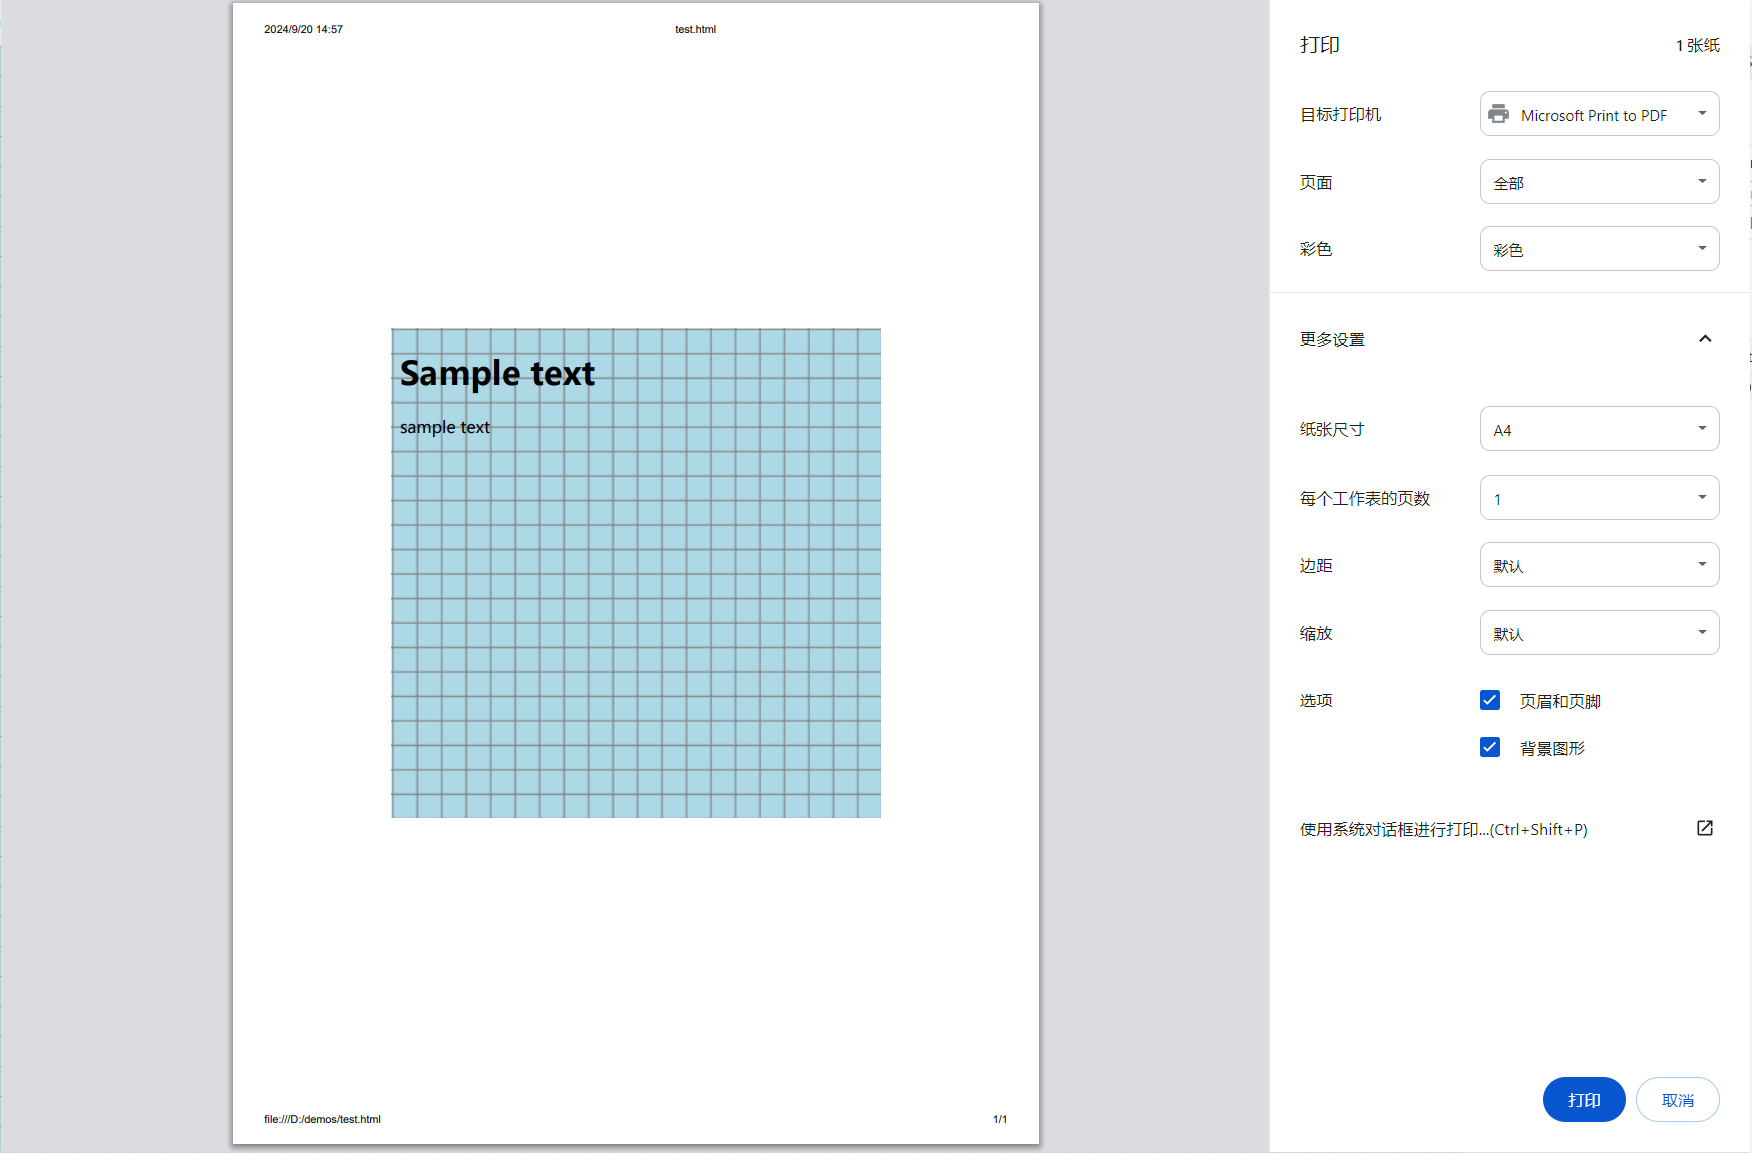 2024/9/20 14:57
test.html
Sample text
sample text
file:///D:/demos/test.html
1/1
打印
1 张纸
目标打印机
Microsoft Print to PDF
页面
全部
彩色
彩色
更多设置
纸张尺寸
A4
每个工作表的页数
1
边距
默认
缩放
默认
选项
页眉和页脚
背景图形
使用系统对话框进行打印...(Ctrl+Shift+P)
打印
取消